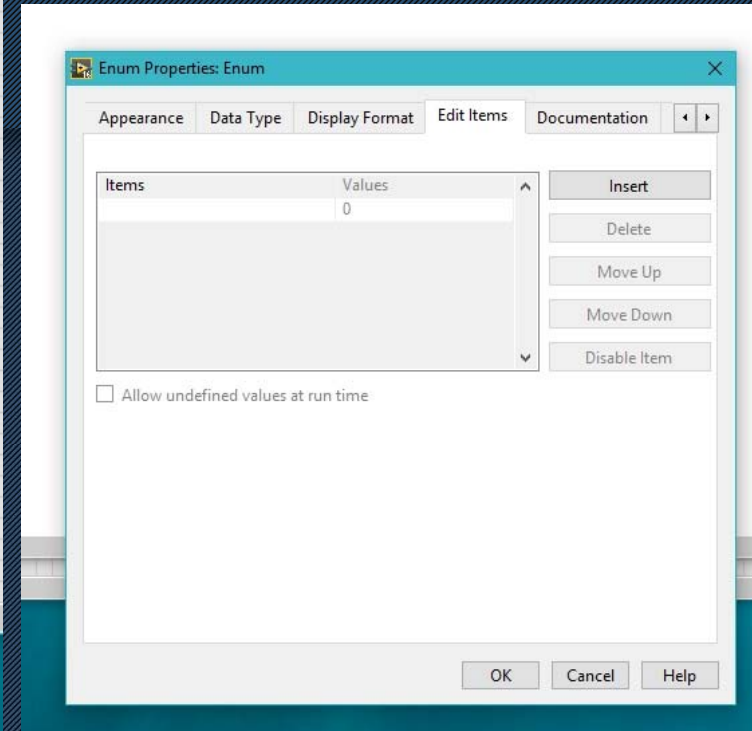 Enum Properties: Enum
Appearance Data Type Display Format Edit Items Documentation
Items Values Insert
0
Delete
Move Up
Move Down
Disable Item
Allow undefined values at run time
OK Cancel Help